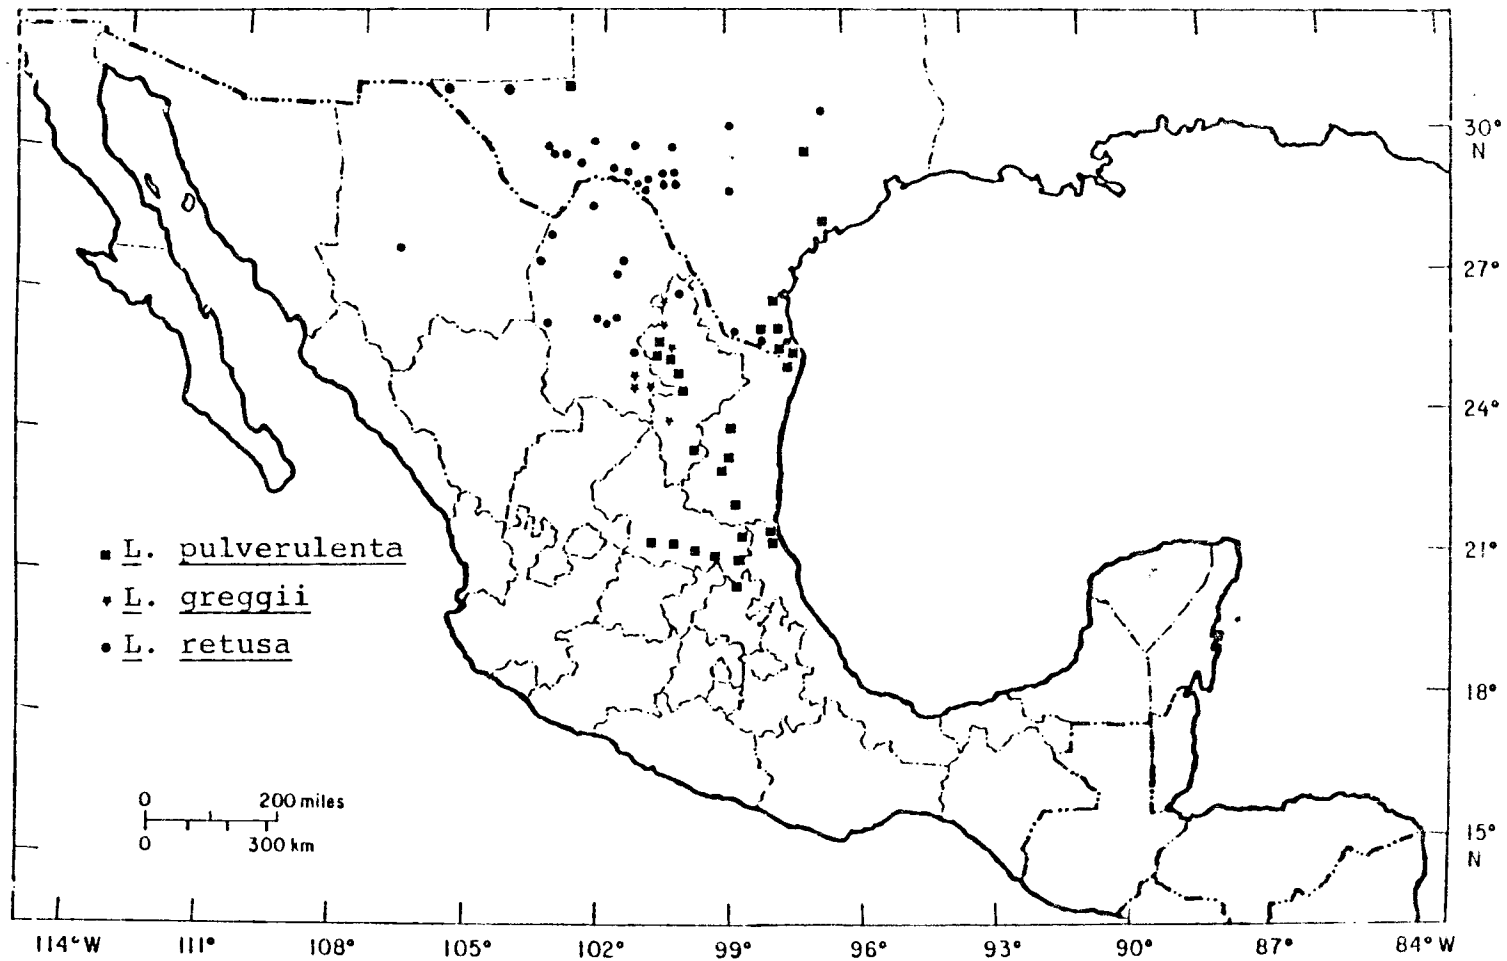 30°
N
27°
24°
21°
18°
15°
N
■ L. pulverulenta
★ L. greggii
● L. retusa
0 200 miles
0 300 km
114°W 111° 108° 105° 102° 99° 96° 93° 90° 87° 84°W